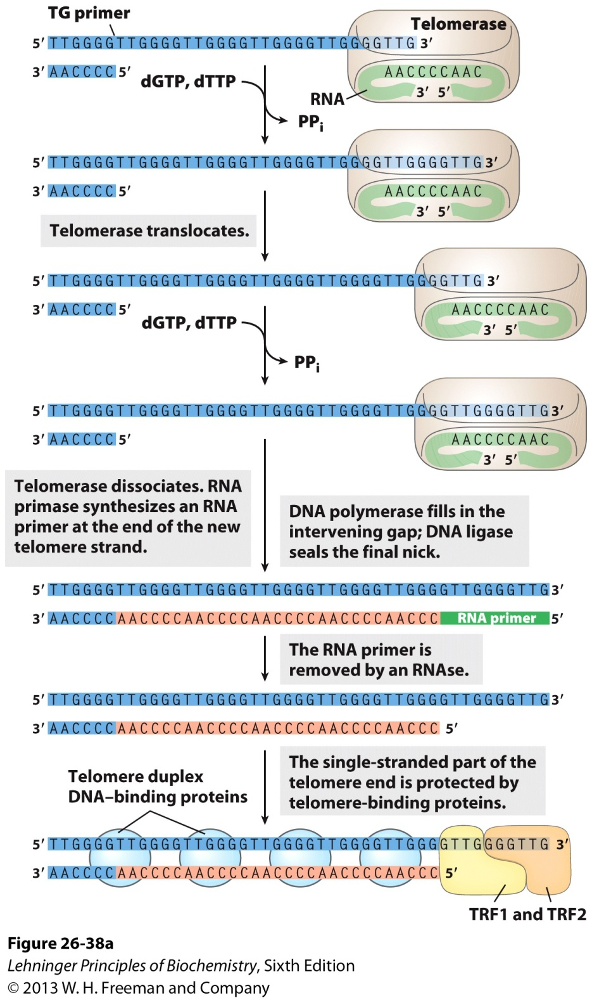 TG primer
Telomerase
5′ TTGGGGTTGGGGTTGGGGTTGGGGTTGGGGTTG 3′
3′ AACCCC 5′
AACCCCAAC
dGTP, dTTP
3′ 5′
RNA
PPi
5′ TTGGGGTTGGGGTTGGGGTTGGGGTTGGGGTTGGGGTTG 3′
3′ AACCCC 5′
AACCCCAAC
3′ 5′
Telomerase translocates.
5′ TTGGGGTTGGGGTTGGGGTTGGGGTTGGGGTTGGGGTTG 3′
3′ AACCCC 5′
AACCCCAAC
dGTP, dTTP
3′ 5′
PPi
5′ TTGGGGTTGGGGTTGGGGTTGGGGTTGGGGTTGGGGTTGGGGTTG 3′
3′ AACCCC 5′
AACCCCAAC
3′ 5′
Telomerase dissociates. RNA
primase synthesizes an RNA
primer at the end of the new
telomere strand.
DNA polymerase fills in the
intervening gap; DNA ligase
seals the final nick.
5′ TTGGGGTTGGGGTTGGGGTTGGGGTTGGGGTTGGGGTTGGGGTTG 3′
3′ AACCCCAACCCCAACCCCAACCCCAACCCCAACCC RNA primer 5′
The RNA primer is
removed by an RNAse.
5′ TTGGGGTTGGGGTTGGGGTTGGGGTTGGGGTTGGGGTTGGGGTTG 3′
3′ AACCCCAACCCCAACCCCAACCCCAACCCCAACCC 5′
The single-stranded part of the
telomere end is protected by
telomere-binding proteins.
Telomere duplex
DNA–binding proteins
5′ TTGGGGTTGGGGTTGGGGTTGGGGTTGGGGTTGGGGTTGGGGTTG 3′
3′ AACCCCAACCCCAACCCCAACCCCAACCCCAACCC 5′
TRF1 and TRF2
Figure 26-38a
Lehninger Principles of Biochemistry, Sixth Edition
© 2013 W. H. Freeman and Company